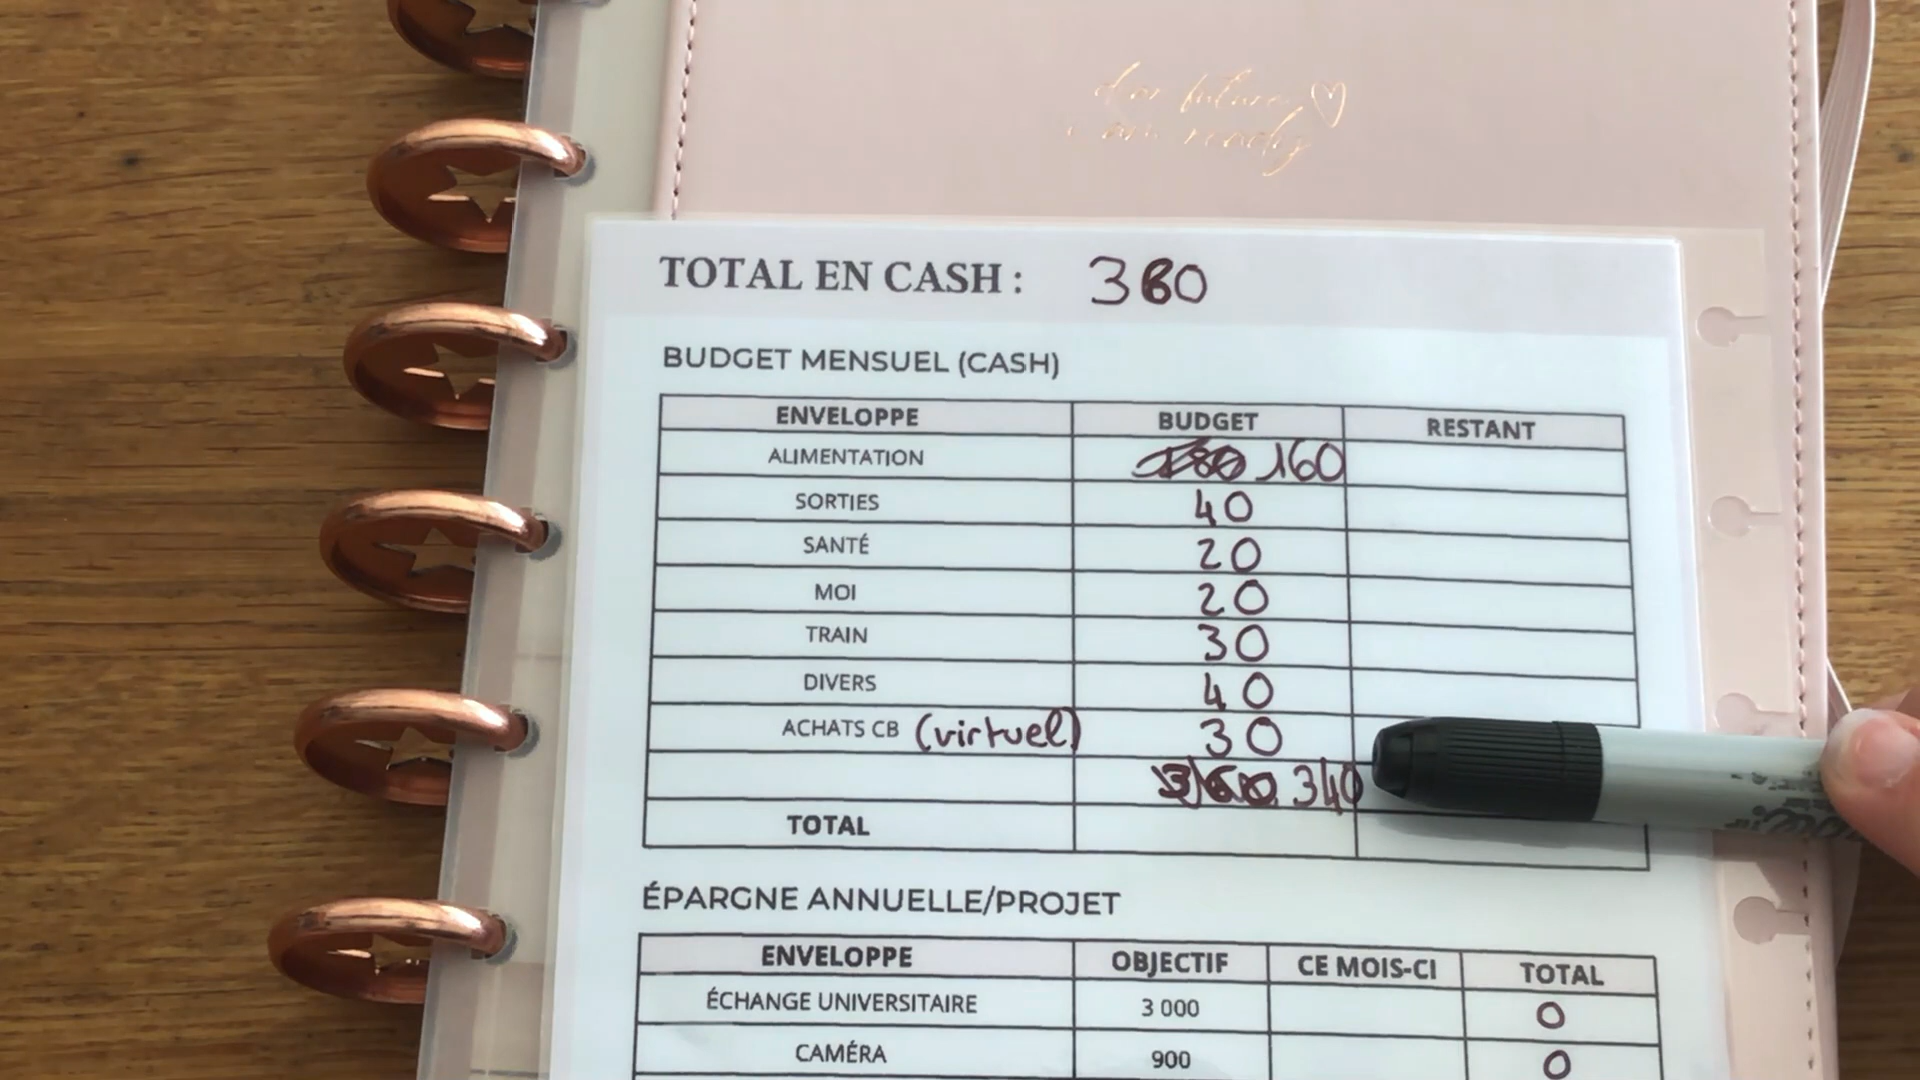 TOTAL EN CASH : 380
BUDGET MENSUEL (CASH)
ENVELOPPE BUDGET RESTANT
ALIMENTATION 160
SORTIES 40
SANTÉ 20
MOI 20
TRAIN 30
DIVERS 40
ACHATS CB (virtuel) 30
340
TOTAL
ÉPARGNE ANNUELLE/PROJET
ENVELOPPE OBJECTIF CE MOIS-CI TOTAL
ÉCHANGE UNIVERSITAIRE 3 000 0
CAMÉRA 900 0